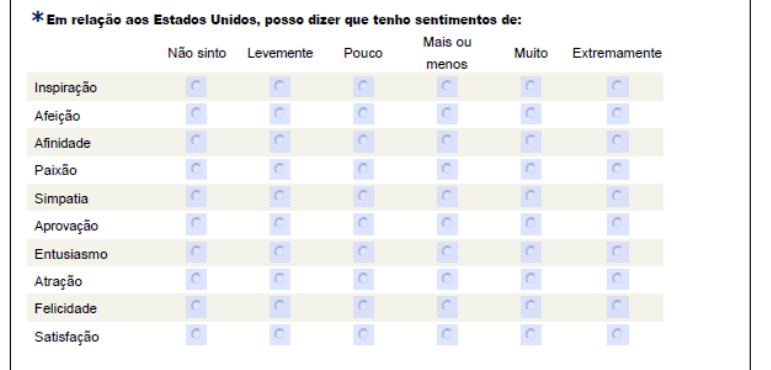 *Em relação aos Estados Unidos, posso dizer que tenho sentimentos de:
Não sinto Levemente Pouco Mais ou menos Muito Extremamente
Inspiração
Afeição
Afinidade
Paixão
Simpatia
Aprovação
Entusiasmo
Atração
Felicidade
Satisfação